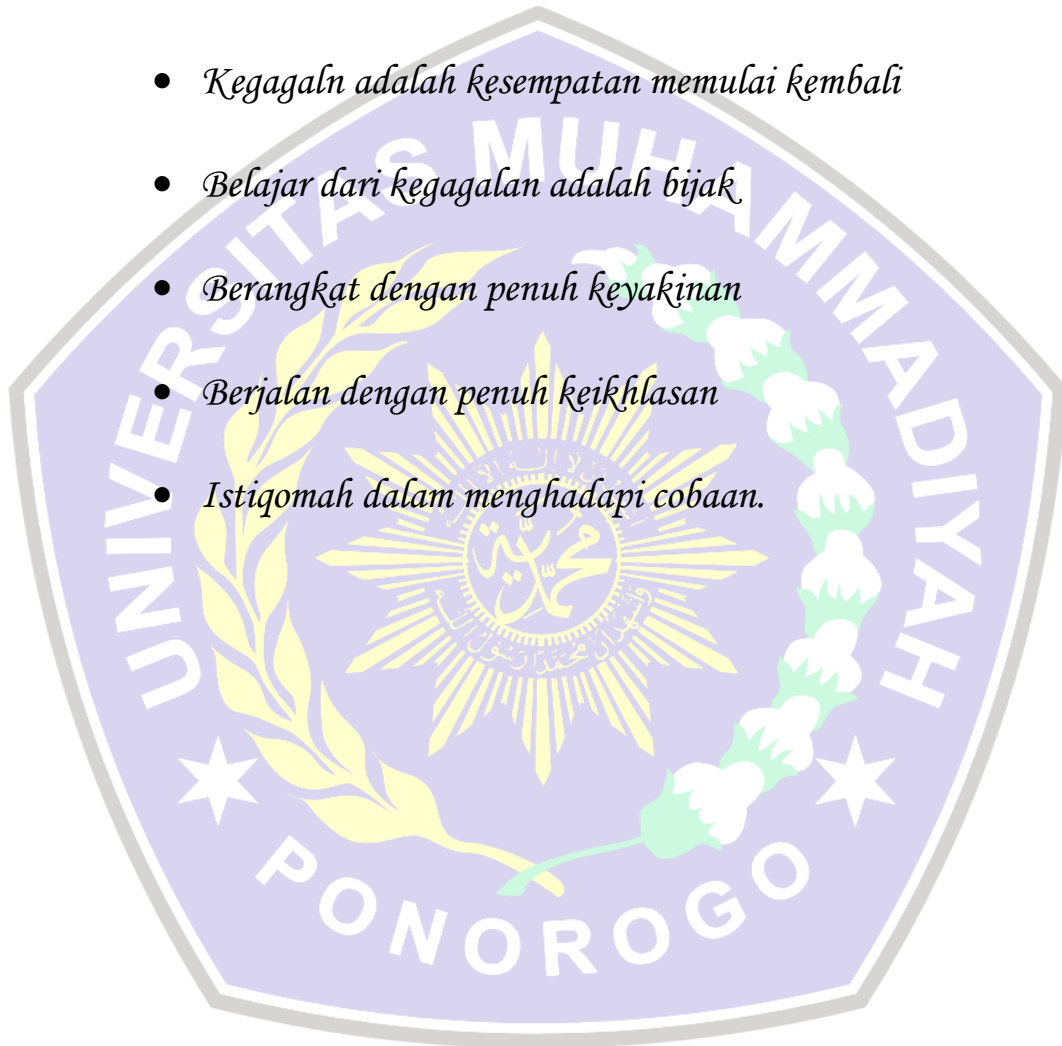 • Kegagaln adalah kesempatan memulai kembali
• Belajar dari kegagalan adalah bijak
• Berangkat dengan penuh keyakinan
• Berjalan dengan penuh keikhlasan
• Istiqomah dalam menghadapi cobaan.
UNIVERSITAS MUHAMMADIYAH
PONOROGO
محمدية